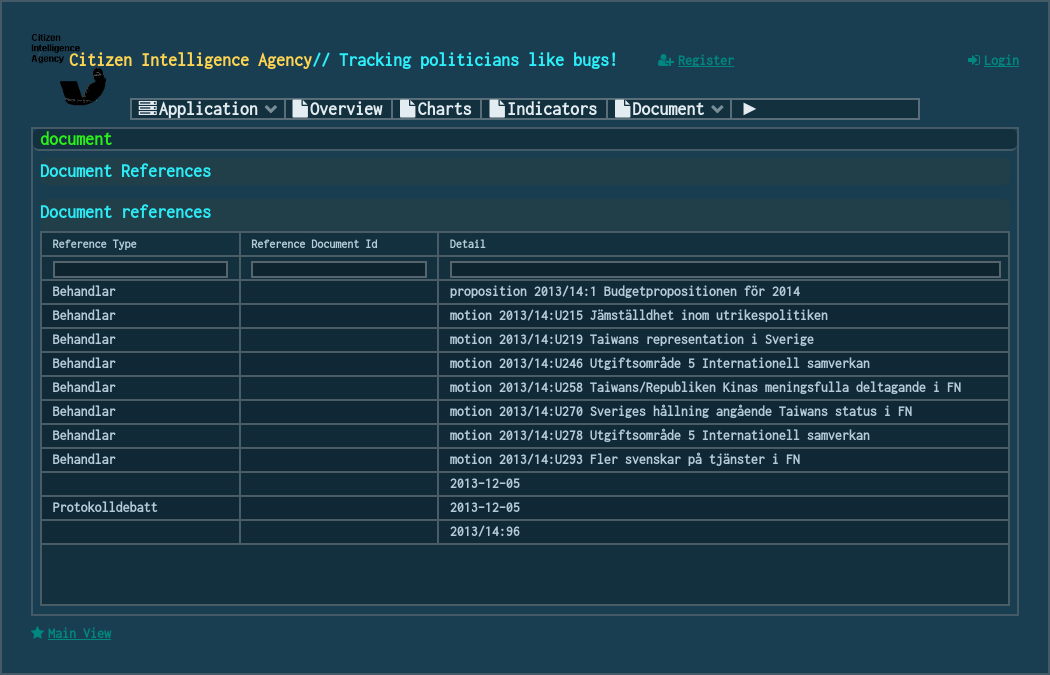 Citizen
Intelligence
Agency
Citizen Intelligence Agency// Tracking politicians like bugs!
Register
Login
Application
Overview
Charts
Indicators
Document
document
Document References
Document references
Reference Type Reference Document Id Detail
Behandlar proposition 2013/14:1 Budgetpropositionen för 2014
Behandlar motion 2013/14:U215 Jämställdhet inom utrikespolitiken
Behandlar motion 2013/14:U219 Taiwans representation i Sverige
Behandlar motion 2013/14:U246 Utgiftsområde 5 Internationell samverkan
Behandlar motion 2013/14:U258 Taiwans/Republiken Kinas meningsfulla deltagande i FN
Behandlar motion 2013/14:U270 Sveriges hållning angående Taiwans status i FN
Behandlar motion 2013/14:U278 Utgiftsområde 5 Internationell samverkan
Behandlar motion 2013/14:U293 Fler svenskar på tjänster i FN
2013-12-05
Protokolldebatt 2013-12-05
2013/14:96
Main View